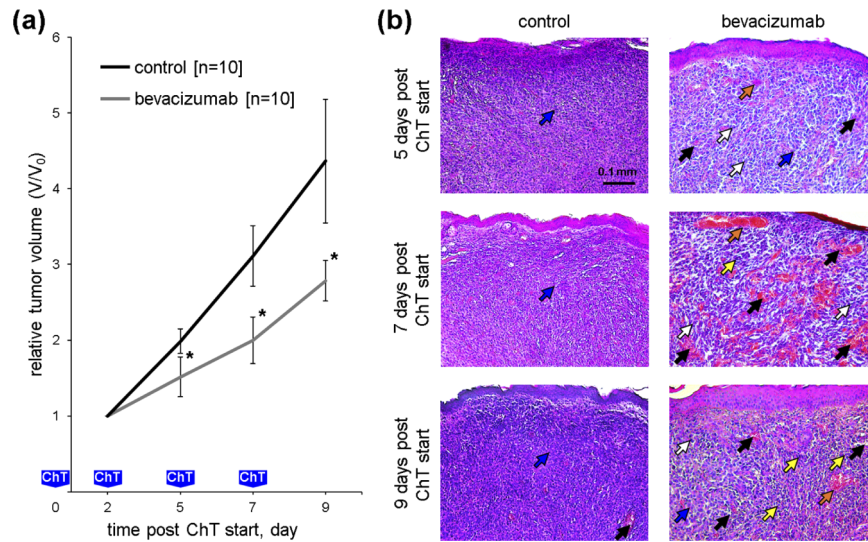 (a)
6
5
4
3
2
1
relative tumor volume (V/V0)
control [n=10]
bevacizumab [n=10]
*
*
*
ChT
ChT
ChT
ChT
0
2
5
7
9
time post ChT start, day
(b)
control
bevacizumab
5 days post
ChT start
0.1 mm
7 days post
ChT start
9 days post
ChT start